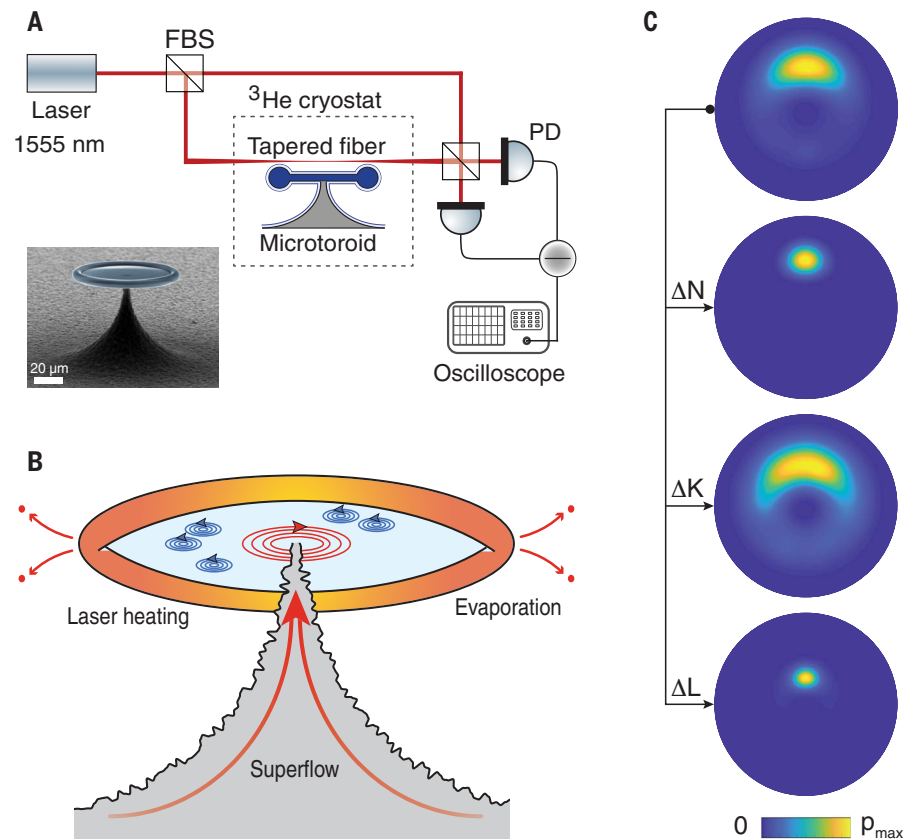 A
FBS
Laser
1555 nm
³He cryostat
Tapered fiber
Microtoroid
PD
Oscilloscope
20 µm
B
Laser heating
Evaporation
Superflow
C
ΔN
ΔK
ΔL
0
p_max